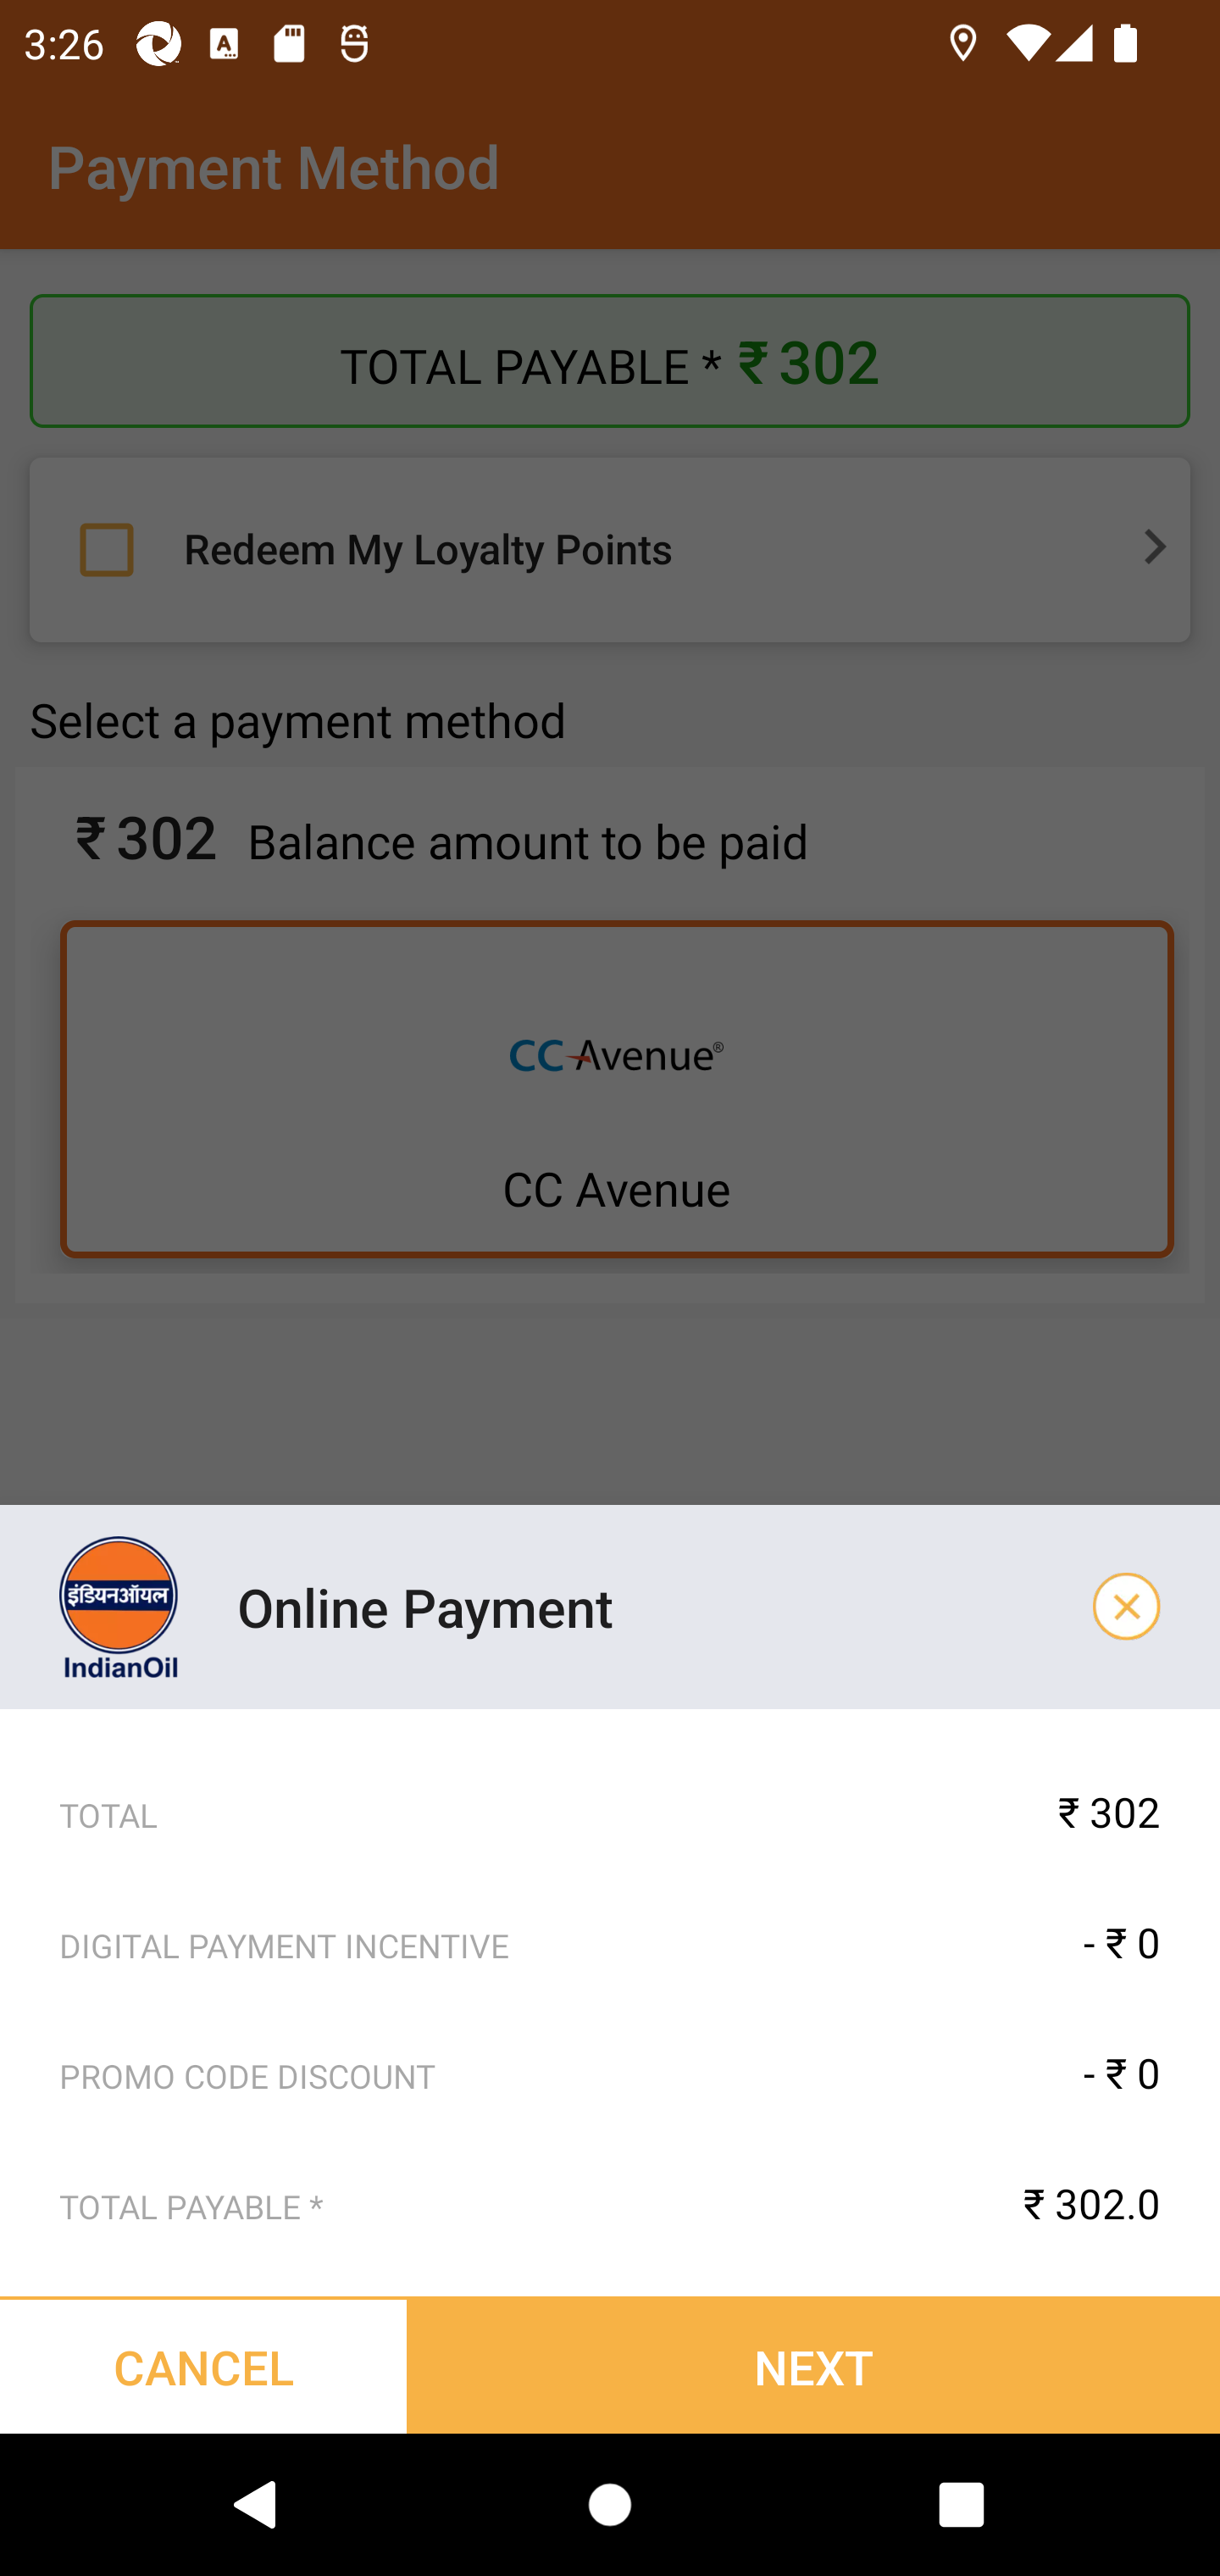 3:26
Payment Method
TOTAL PAYABLE * ₹ 302
Redeem My Loyalty Points
Select a payment method
₹ 302 Balance amount to be paid
CC Avenue®
CC Avenue
इंडियनऑयल
IndianOil
Online Payment
TOTAL ₹ 302
DIGITAL PAYMENT INCENTIVE - ₹ 0
PROMO CODE DISCOUNT - ₹ 0
TOTAL PAYABLE * ₹ 302.0
CANCEL NEXT